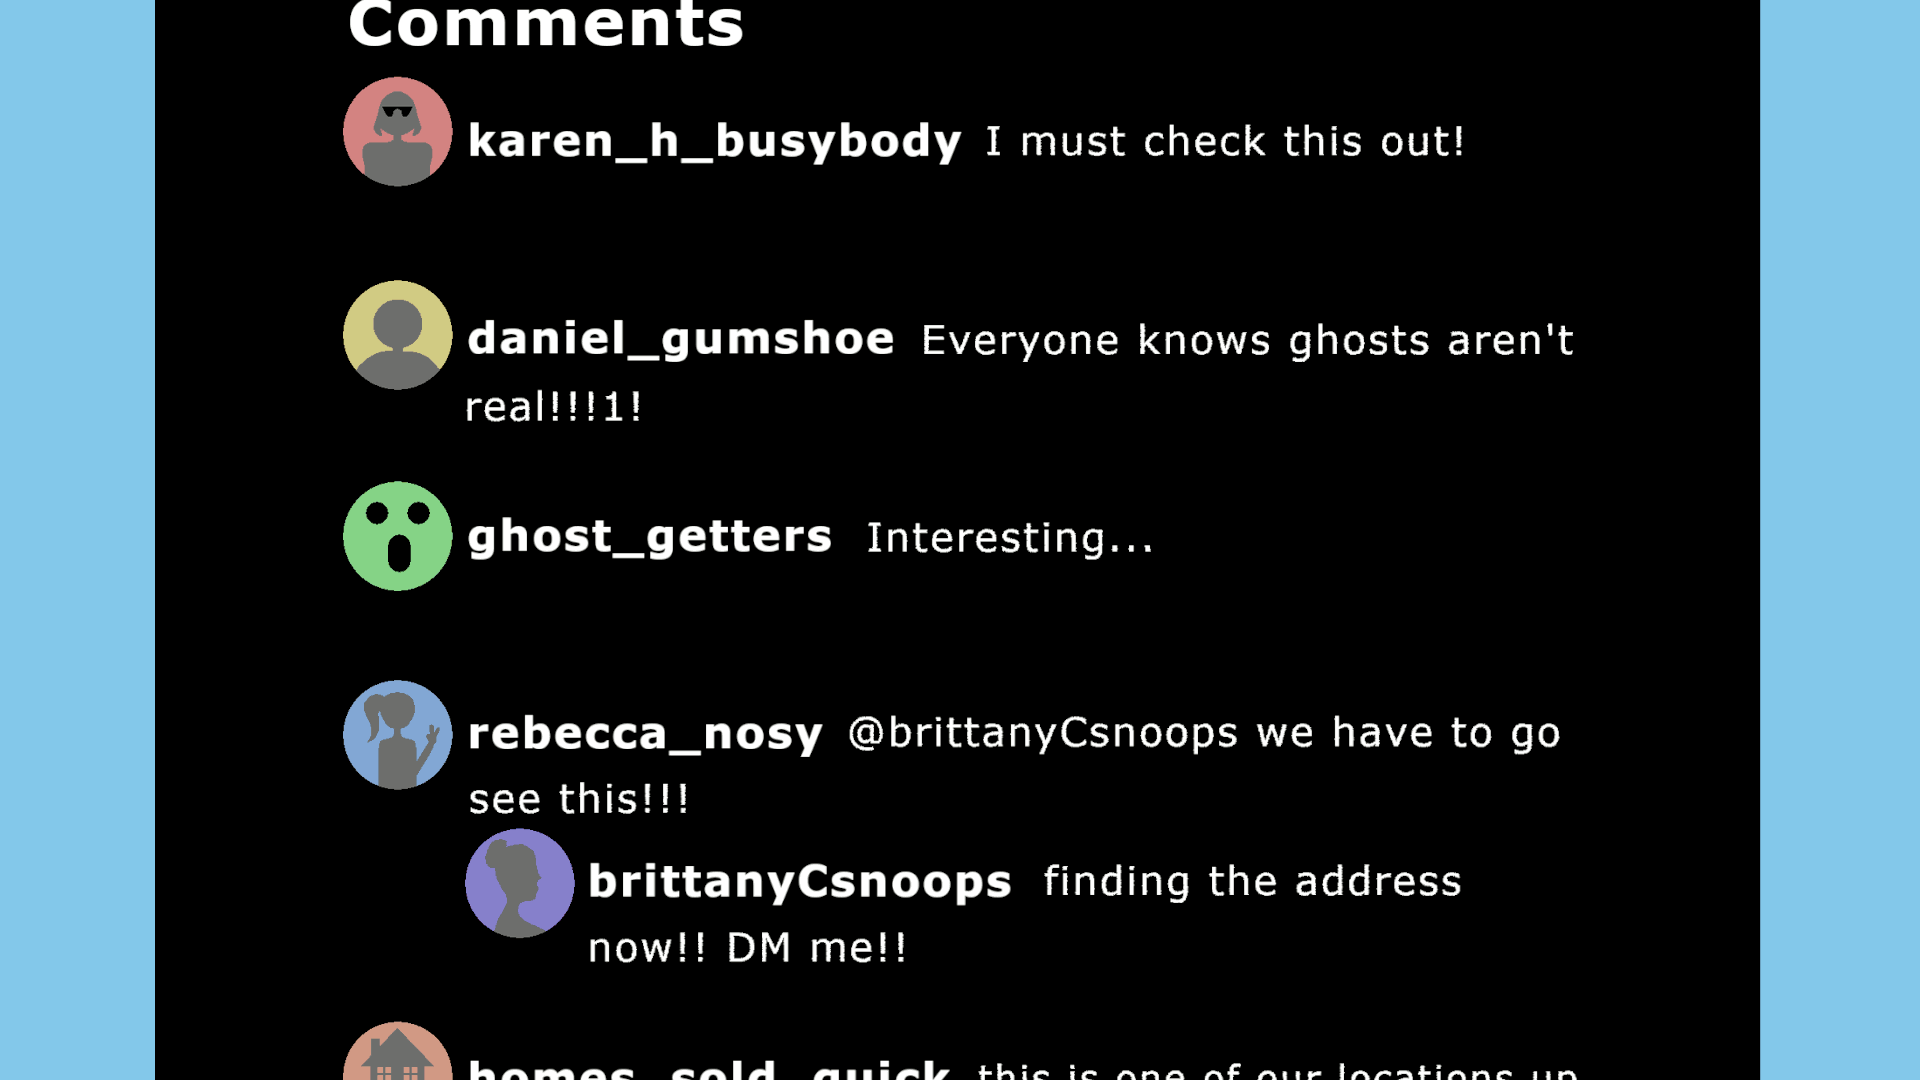 Comments
karen_h_busybody I must check this out!
daniel_gumshoe Everyone knows ghosts aren't
real!!!1!
ghost_getters Interesting...
rebecca_nosy @brittanyCsnoops we have to go
see this!!!
brittanyCsnoops finding the address
now!! DM me!!
homes_sold_quick this is one of our locations up